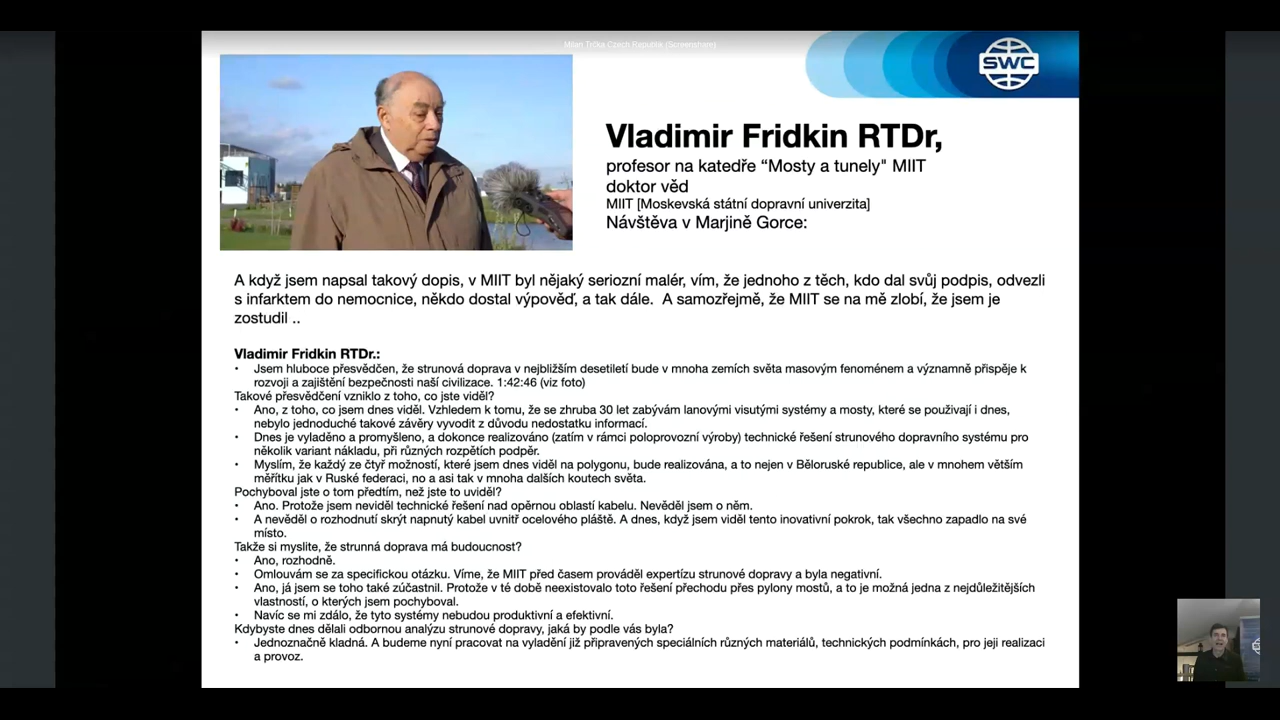 Milan Trčka Czech Republik (Screenshare)
SWC
Vladimir Fridkin RTDr,
profesor na katedře “Mosty a tunely" MIIT
doktor věd
MIIT [Moskevská státní dopravní univerzita]
Návštěva v Marjině Gorce:
A když jsem napsal takový dopis, v MIIT byl nějaký seriozní malér, vím, že jednoho z těch, kdo dal svůj podpis, odvezli
s infarktem do nemocnice, někdo dostal výpověď, a tak dále. A samozřejmě, že MIIT se na mě zlobí, že jsem je
zostudil ..
Vladimir Fridkin RTDr.:
• Jsem hluboce přesvědčen, že strunová doprava v nejbližším desetiletí bude v mnoha zemích světa masovým fenoménem a významně přispěje k
rozvoji a zajištění bezpečnosti naší civilizace. 1:42:46 (viz foto)
Takové přesvědčení vzniklo z toho, co jste viděl?
• Ano, z toho, co jsem dnes viděl. Vzhledem k tomu, že se zhruba 30 let zabývám lanovými visutými systémy a mosty, které se použivají i dnes,
nebylo jednoduché takové závěry vyvodit z důvodu nedostatku informací.
• Dnes je vyladěno a promyšleno, a dokonce realizováno (zatím v rámci poloprovozní výroby) technické řešení strunového dopravního systému pro
několik variant nákladu, při různých rozpětích podpěr.
• Myslím, že každý ze čtyř možností, které jsem dnes viděl na polygonu, bude realizována, a to nejen v Běloruské republice, ale v mnohem větším
měřítku jak v Ruské federaci, no a asi tak v mnoha dalších koutech světa.
Pochyboval jste o tom předtím, než jste to uviděl?
• Ano. Protože jsem neviděl technické řešení nad opěrnou oblastí kabelu. Nevěděl jsem o něm.
• A nevěděl o rozhodnutí skrýt napnutý kabel uvnitř ocelového pláště. A dnes, když jsem viděl tento inovativní pokrok, tak všechno zapadlo na své
místo.
Takže si myslite, že strunná doprava má budoucnost?
• Ano, rozhodně.
• Omlouvám se za specifickou otázku. Víme, že MIIT před časem prováděl expertízu strunové dopravy a byla negativní.
• Ano, já jsem se toho také zúčastnil. Protože v té době neexistovalo toto řešení přechodu přes pylony mostů, a to je možná jedna z nejdůležitějších
vlastností, o kterých jsem pochyboval.
• Navíc se mi zdálo, že tyto systémy nebudou produktivní a efektivní.
Kdybyste dnes dělali odbornou analýzu strunové dopravy, jaká by podle vás byla?
• Jednoznačně kladná. A budeme nyní pracovat na vyladění již připravených speciálních různých materiálů, technických podmínkách, pro jeji realizaci
a provoz.